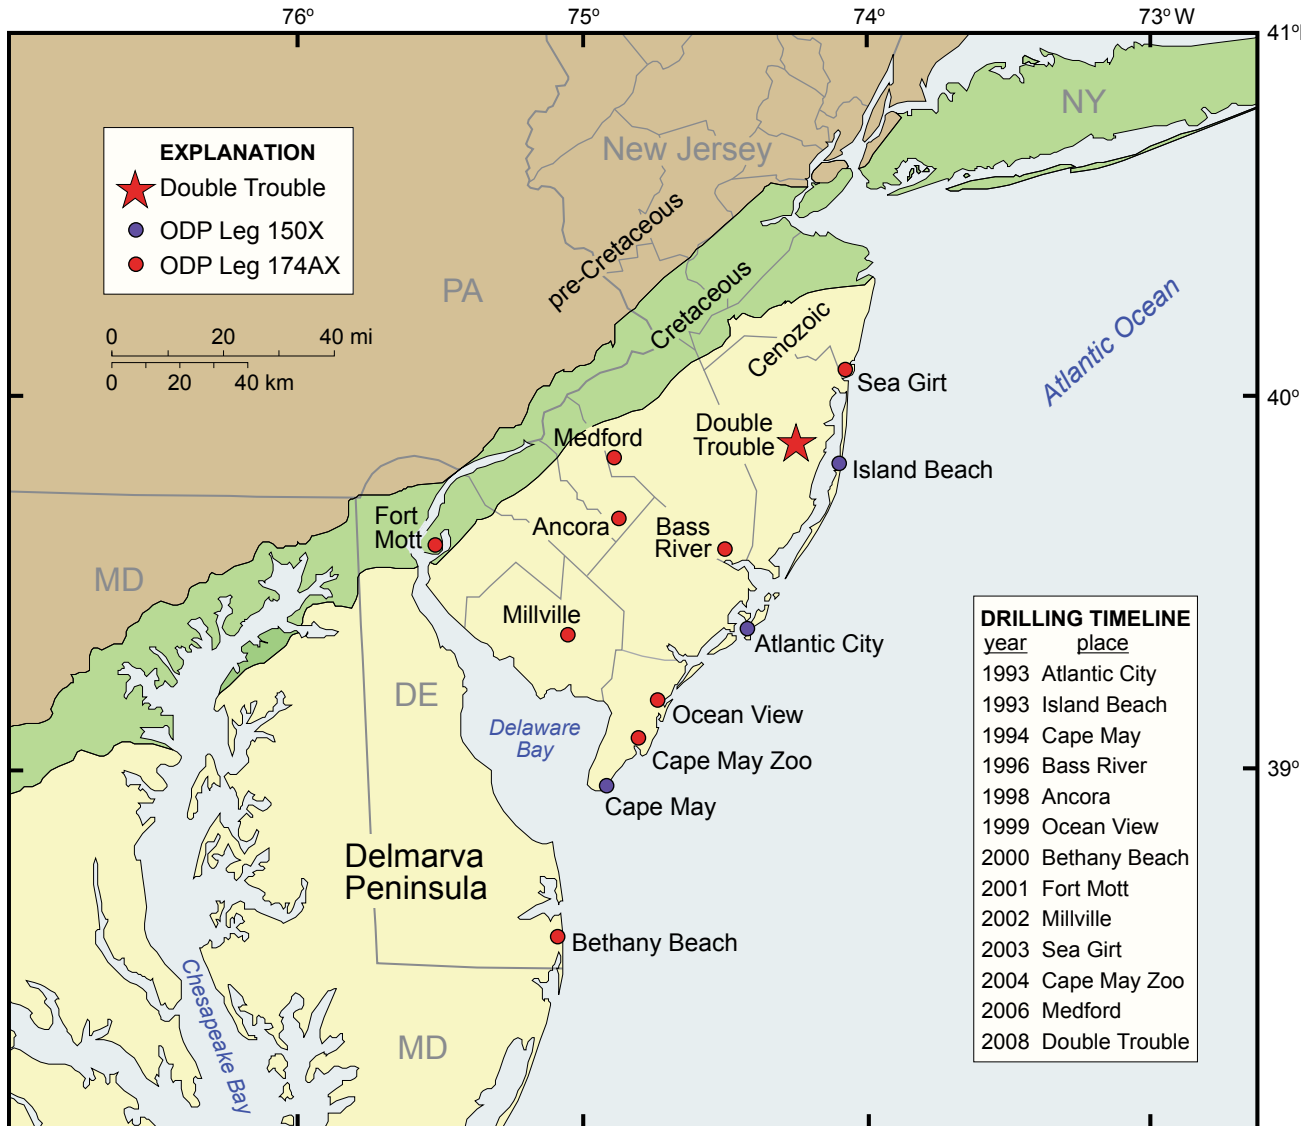 76°
75°
74°
73° W
41°
NY
New Jersey
EXPLANATION
Double Trouble
ODP Leg 150X
ODP Leg 174AX
pre-Cretaceous
PA
Cretaceous
Cenozoic
Atlantic Ocean
0 20 40 mi
0 20 40 km
Sea Girt
40°
Double
Trouble
Medford
Island Beach
Fort
Mott
Ancora
Bass
River
MD
Millville
Atlantic City
DE
Ocean View
Delaware
Bay
Cape May Zoo
39°
Cape May
Delmarva
Peninsula
Bethany Beach
Chesapeake Bay
MD
DRILLING TIMELINE
year place
1993 Atlantic City
1993 Island Beach
1994 Cape May
1996 Bass River
1998 Ancora
1999 Ocean View
2000 Bethany Beach
2001 Fort Mott
2002 Millville
2003 Sea Girt
2004 Cape May Zoo
2006 Medford
2008 Double Trouble